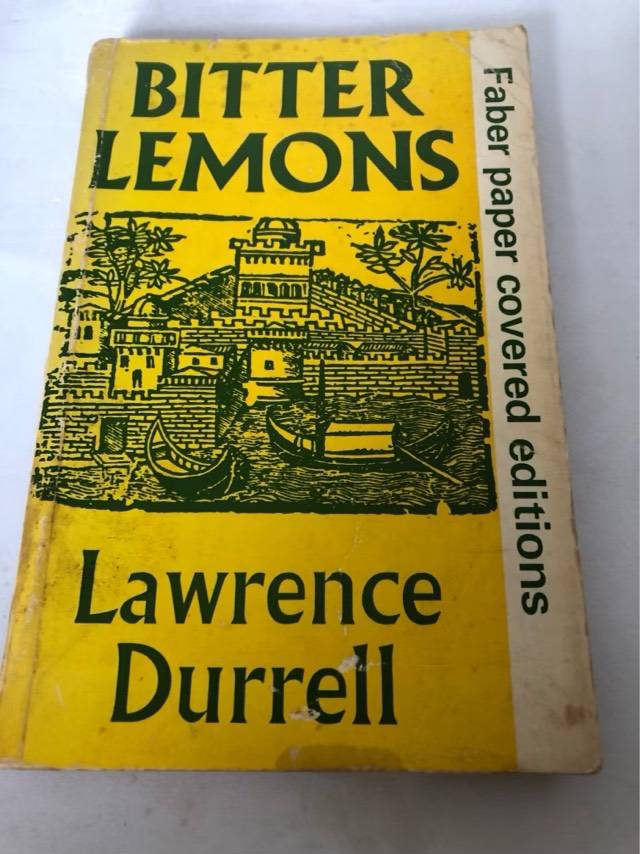 BITTER
LEMONS
Faber paper covered editions
Lawrence
Durrell